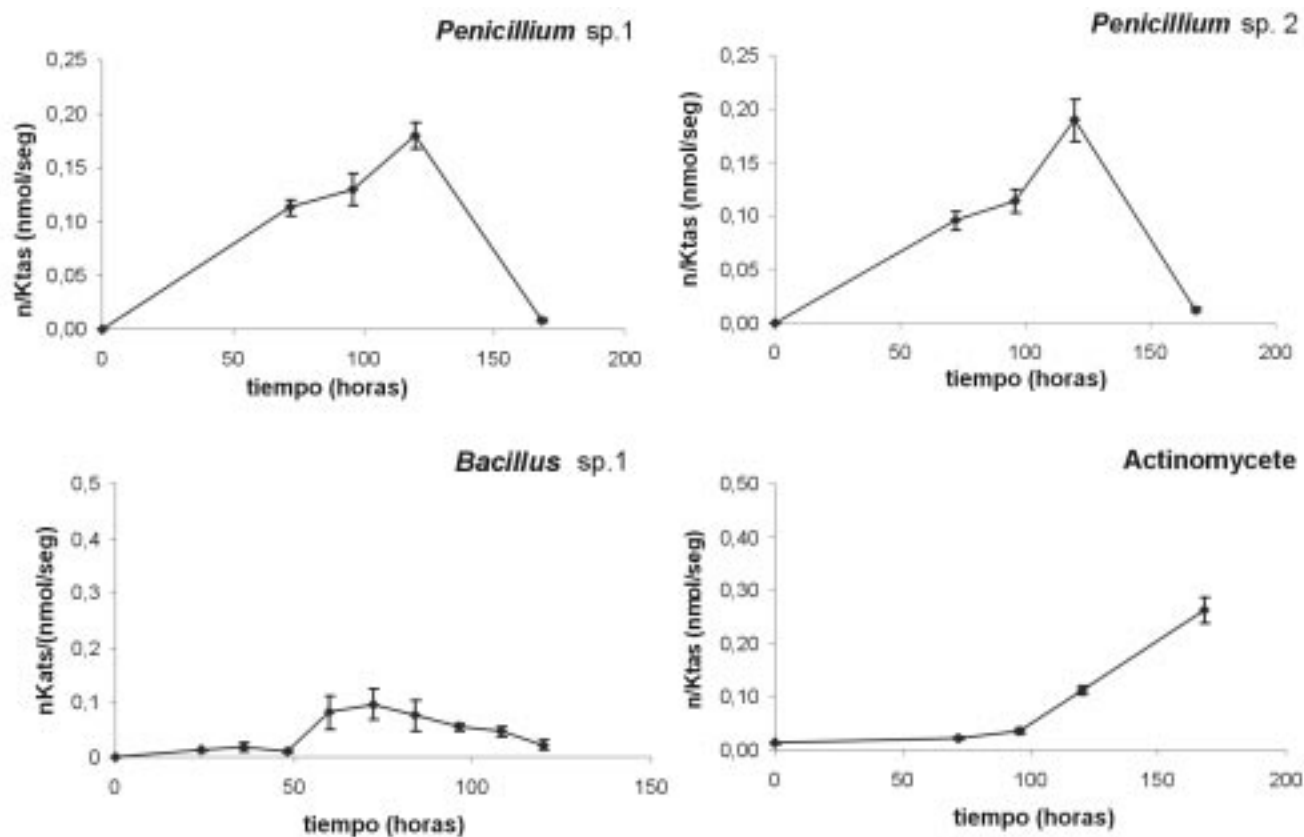 Penicillium sp.1
0,25
0,20
0,15
0,10
0,05
0,00
n/Ktas (nmol/seg)
0 50 100 150 200
tiempo (horas)
Penicillium sp. 2
0,25
0,20
0,15
0,10
0,05
0,00
n/Ktas (nmol/seg)
0 50 100 150 200
tiempo (horas)
Bacillus sp.1
0,5
0,4
0,3
0,2
0,1
0
nKats/(nmol/seg)
0 50 100 150
tiempo (horas)
Actinomycete
0,50
0,40
0,30
0,20
0,10
0,00
n/Ktas (nmol/seg)
0 50 100 150 200
tiempo (horas)